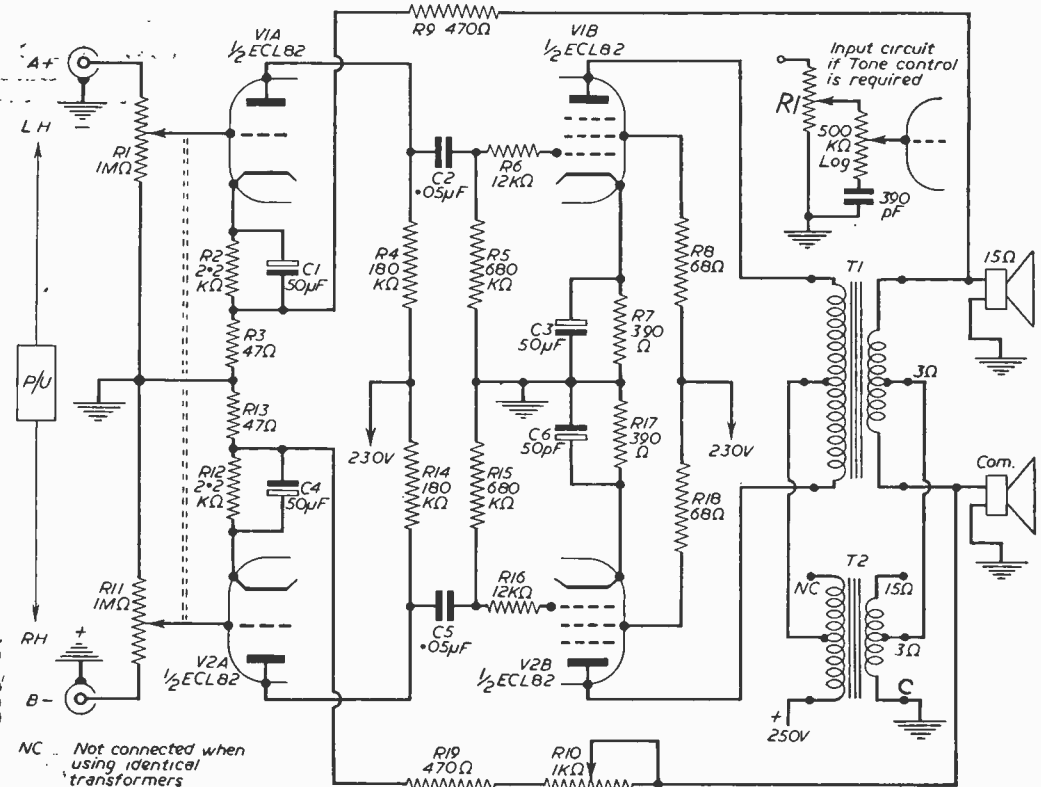 R9 470Ω
V1A
½ECL82
V1B
½ECL82
Input circuit
if Tone control
is required
A+
−
LH
R1
1MΩ
R1
500
KΩ
Log
390
pF
R6
12KΩ
C2
·05µF
R2
2·2
KΩ
C1
50µF
R4
180
KΩ
R5
680
KΩ
R8
68Ω
T1
15Ω
R3
47Ω
C3
50µF
R7
390
Ω
P/U
3Ω
R13
47Ω
230V
C6
50pF
R17
390
Ω
230V
R12
2·2
KΩ
C4
50µF
R14
180
KΩ
R15
680
KΩ
R18
68Ω
Com.
R11
1MΩ
R16
12KΩ
T2
NC
15Ω
RH
+
C5
·05µF
3Ω
V2A
½ECL82
V2B
½ECL82
B−
C
+
250V
NC .. Not connected when
using identical
transformers
R19
470Ω
R10
1KΩ